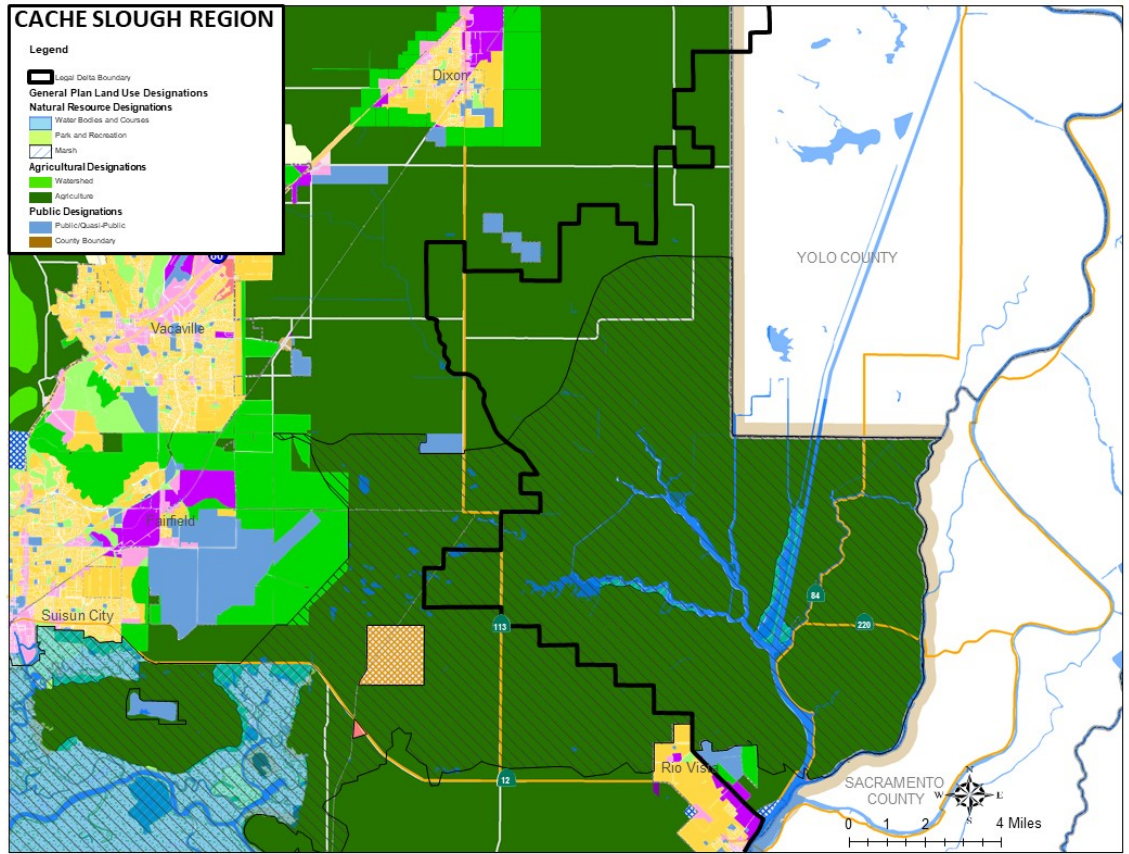 CACHE SLOUGH REGION
Legend
Legal Delta Boundary
General Plan Land Use Designations
Natural Resource Designations
Water Bodies and Courses
Park and Recreation
Marsh
Agricultural Designations
Watershed
Agriculture
Public Designations
Public/Quasi-Public
County Boundary
Dixon
80
YOLO COUNTY
Vacaville
Fairfield
Suisun City
84
113
220
12
Rio Vista
SACRAMENTO
COUNTY
N
W E
S
0 1 2 4 Miles